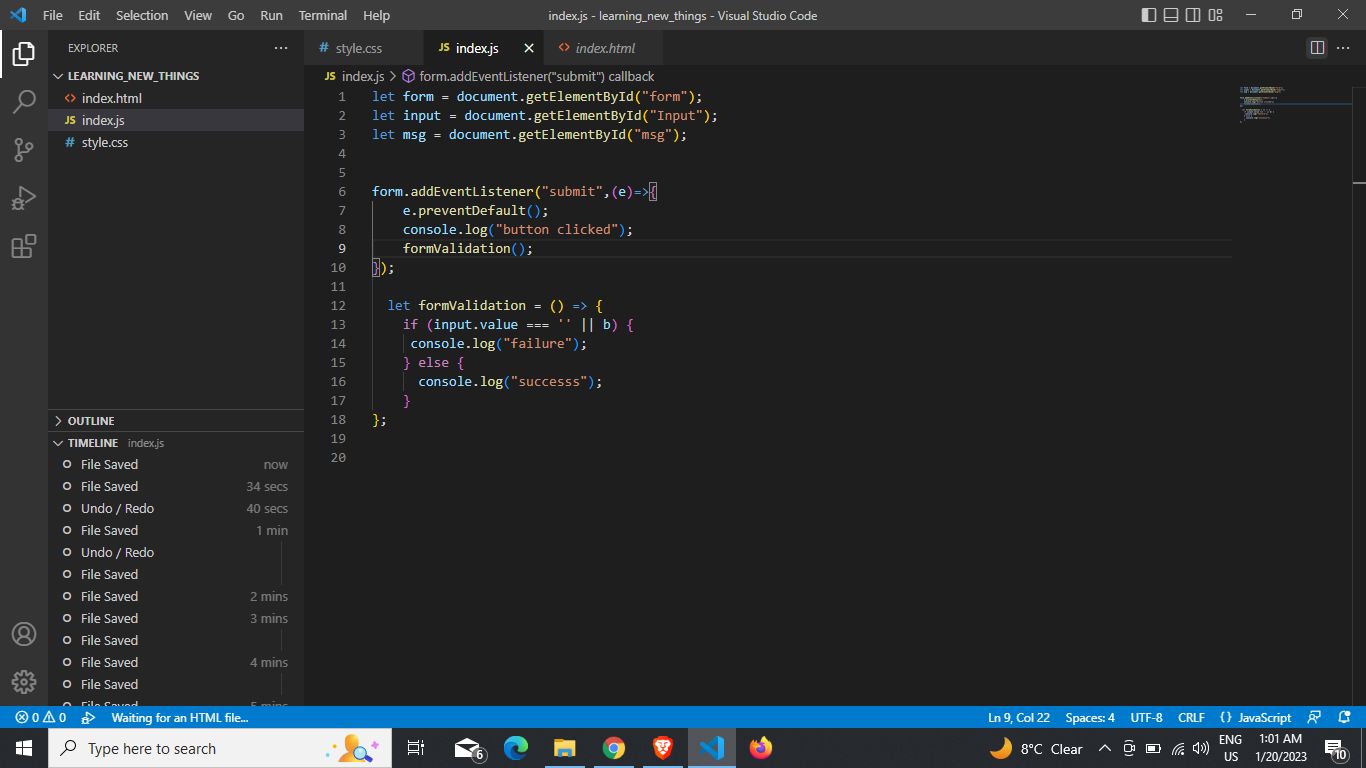 File Edit Selection View Go Run Terminal Help index.js - learning_new_things - Visual Studio Code
EXPLORER
LEARNING_NEW_THINGS
index.html
JS index.js
# style.css
OUTLINE
TIMELINE index.js
File Saved now
File Saved 34 secs
Undo / Redo 40 secs
File Saved 1 min
Undo / Redo
File Saved
File Saved 2 mins
File Saved 3 mins
File Saved
File Saved 4 mins
File Saved
File Saved 5 mins
# style.css JS index.js <> index.html
JS index.js > form.addEventListener("submit") callback
1 let form = document.getElementById("form");
2 let input = document.getElementById("Input");
3 let msg = document.getElementById("msg");
4
5
6 form.addEventListener("submit",(e)=>{
7 e.preventDefault();
8 console.log("button clicked");
9 formValidation();
10 });
11
12 let formValidation = () => {
13 if (input.value === '' || b) {
14 console.log("failure");
15 } else {
16 console.log("successs");
17 }
18 };
19
20
0 0 Waiting for an HTML file... Ln 9, Col 22 Spaces: 4 UTF-8 CRLF {} JavaScript
Type here to search 6 8°C Clear ENG US 1:01 AM 1/20/2023 10